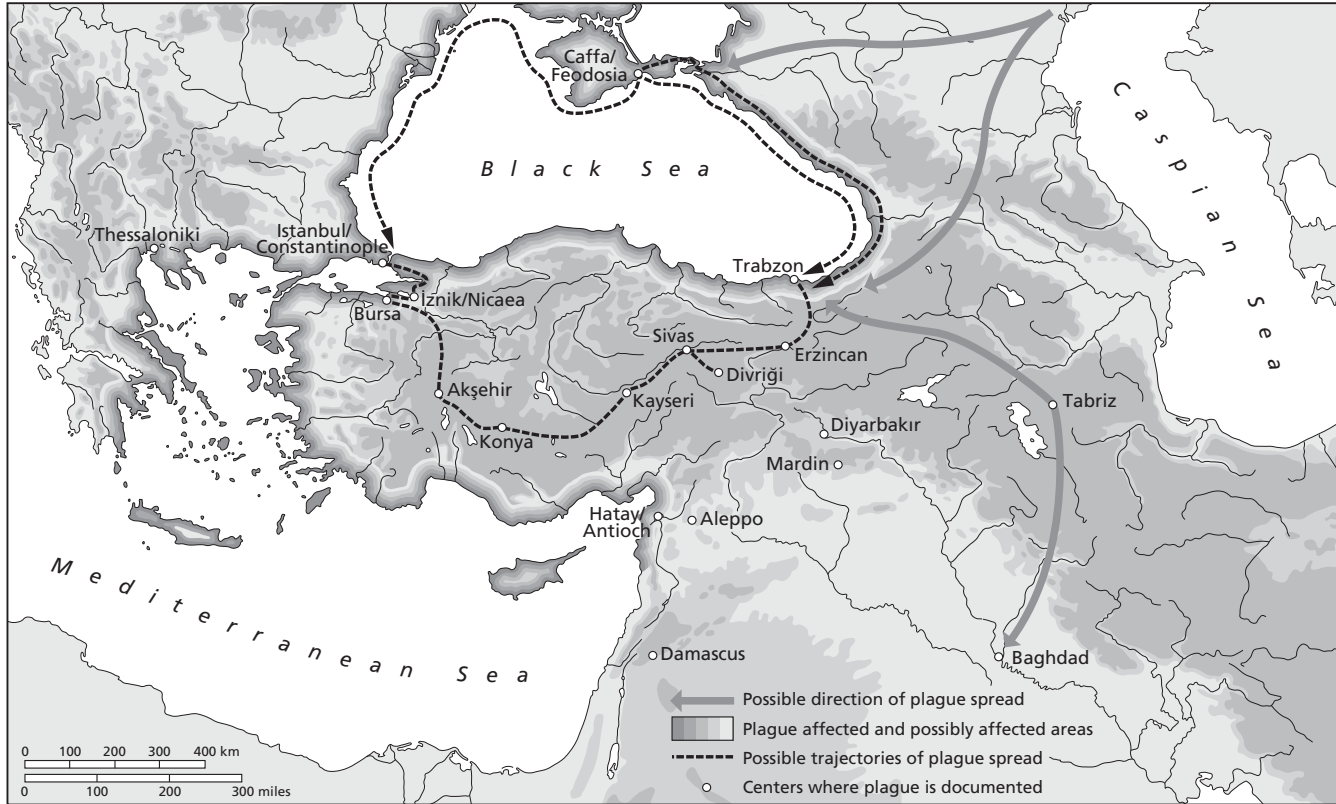 Caffa/
Feodosia
Caspian Sea
Black Sea
Thessaloniki
Istanbul/
Constantinople
Trabzon
İznik/Nicaea
Bursa
Sivas
Erzincan
Divriği
Akşehir
Kayseri
Tabriz
Konya
Diyarbakır
Mardin
Hatay/
Antioch
Aleppo
Mediterranean Sea
Damascus
Baghdad
Possible direction of plague spread
Plague affected and possibly affected areas
Possible trajectories of plague spread
Centers where plague is documented
0 100 200 300 400 km
0 100 200 300 miles